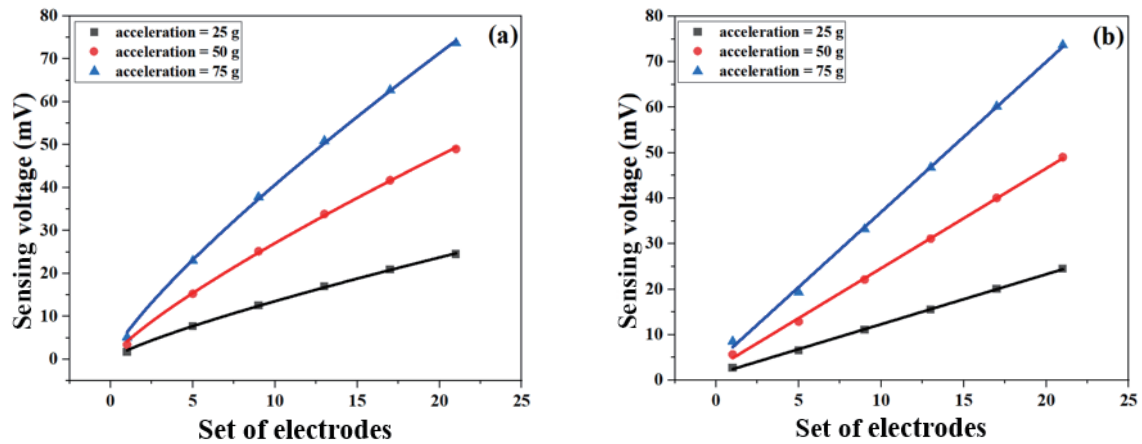 80
70
60
50
40
30
20
10
0
Sensing voltage (mV)
acceleration = 25 g
acceleration = 50 g
acceleration = 75 g
(a)
0
5
10
15
20
25
Set of electrodes
80
70
60
50
40
30
20
10
0
Sensing voltage (mV)
acceleration = 25 g
acceleration = 50 g
acceleration = 75 g
(b)
0
5
10
15
20
25
Set of electrodes